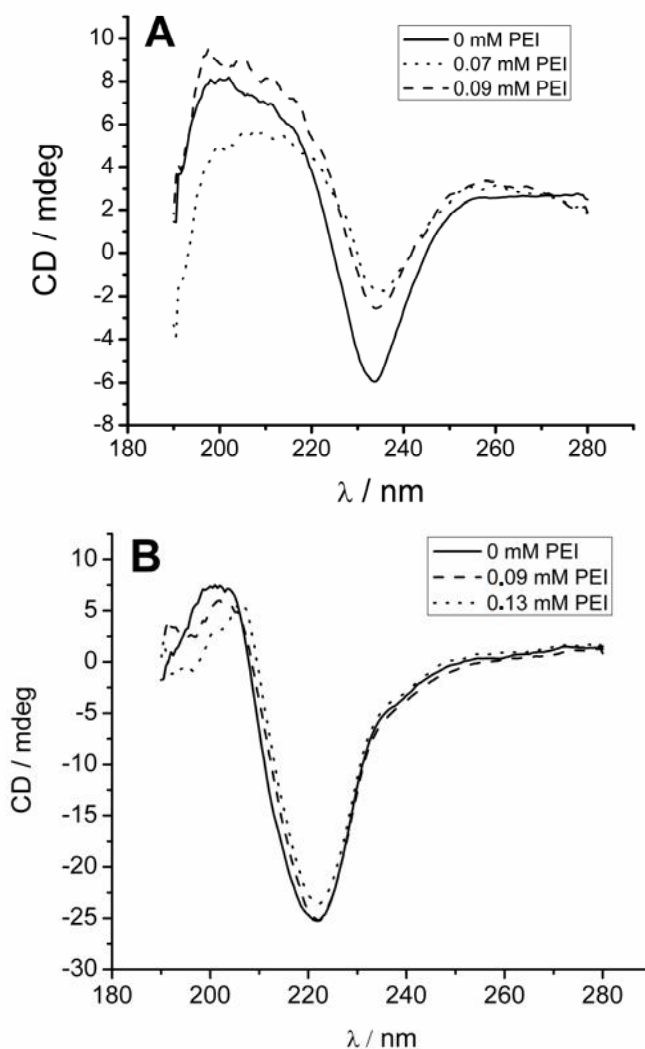 A
0 mM PEI
0.07 mM PEI
0.09 mM PEI
CD / mdeg
10
8
6
4
2
0
-2
-4
-6
-8
180 200 220 240 260 280
λ / nm
B
0 mM PEI
0.09 mM PEI
0.13 mM PEI
CD / mdeg
10
5
0
-5
-10
-15
-20
-25
-30
180 200 220 240 260 280
λ / nm